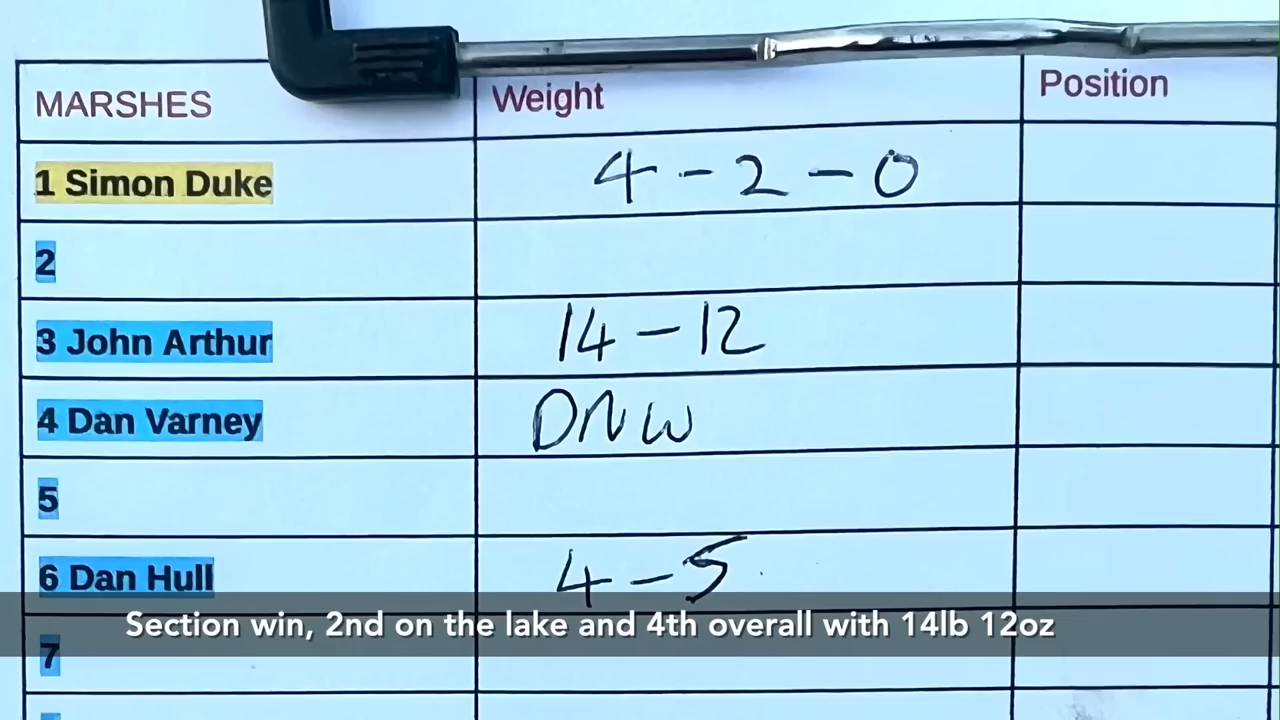 MARSHES Weight Position
1 Simon Duke 4-2-0
2
3 John Arthur 14-12
4 Dan Varney DNW
5
6 Dan Hull 4-5
Section win, 2nd on the lake and 4th overall with 14lb 12oz
7